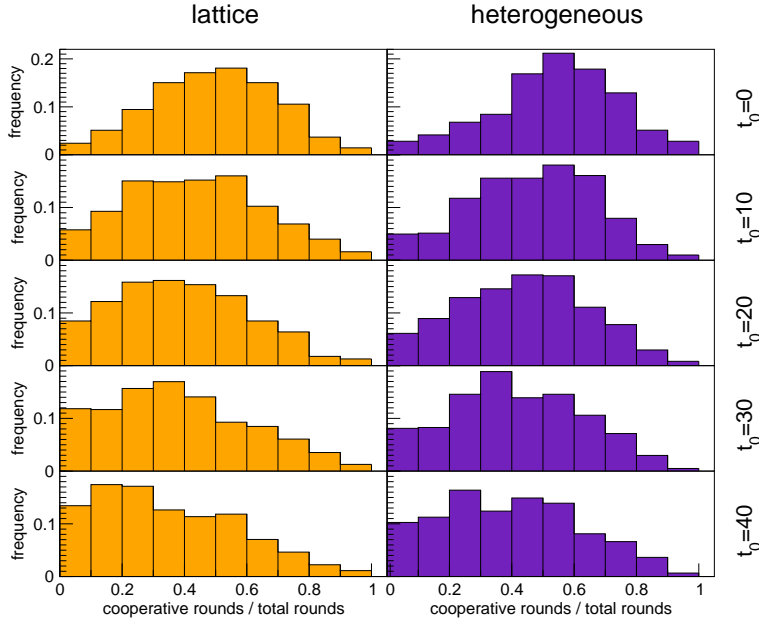 lattice heterogeneous
0.2
0.1
0
frequency
t0=0
0.1
0
frequency
t0=10
0.1
0
frequency
t0=20
0.1
0
frequency
t0=30
0.1
0
frequency
t0=40
0 0.2 0.4 0.6 0.8 1 0 0.2 0.4 0.6 0.8 1
cooperative rounds / total rounds cooperative rounds / total rounds